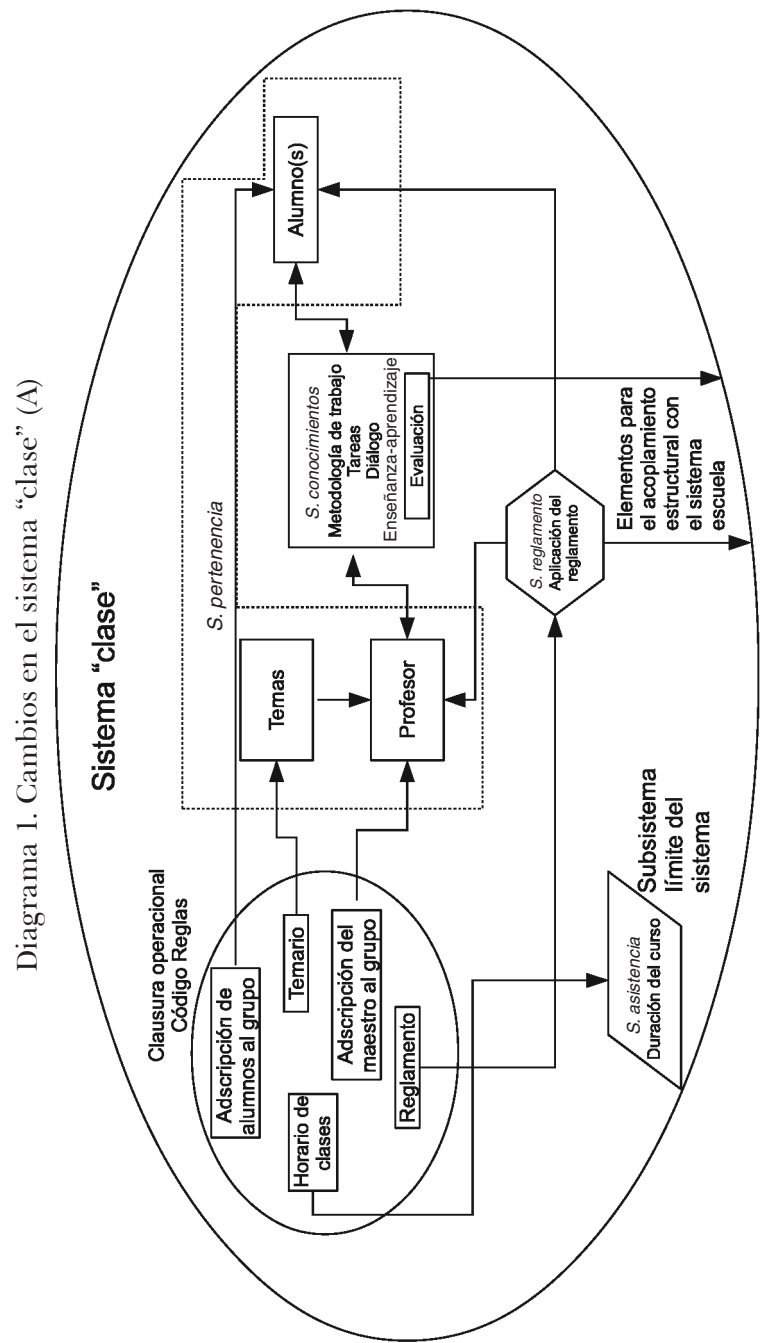 Diagrama 1. Cambios en el sistema “clase” (A)
Sistema “clase”
Clausura operacional
Código Reglas
Adscripción de
alumnos al grupo
Temario
Horario de
clases
Adscripción del
maestro al grupo
Reglamento
S. pertenencia
Temas
Profesor
S. conocimientos
Metodología de trabajo
Tareas
Diálogo
Enseñanza-aprendizaje
Evaluación
Alumno(s)
S. reglamento
Aplicación del
reglamento
S. asistencia
Duración del curso
Subsistema
límite del
sistema
Elementos para
el acoplamiento
estructural con
el sistema
escuela